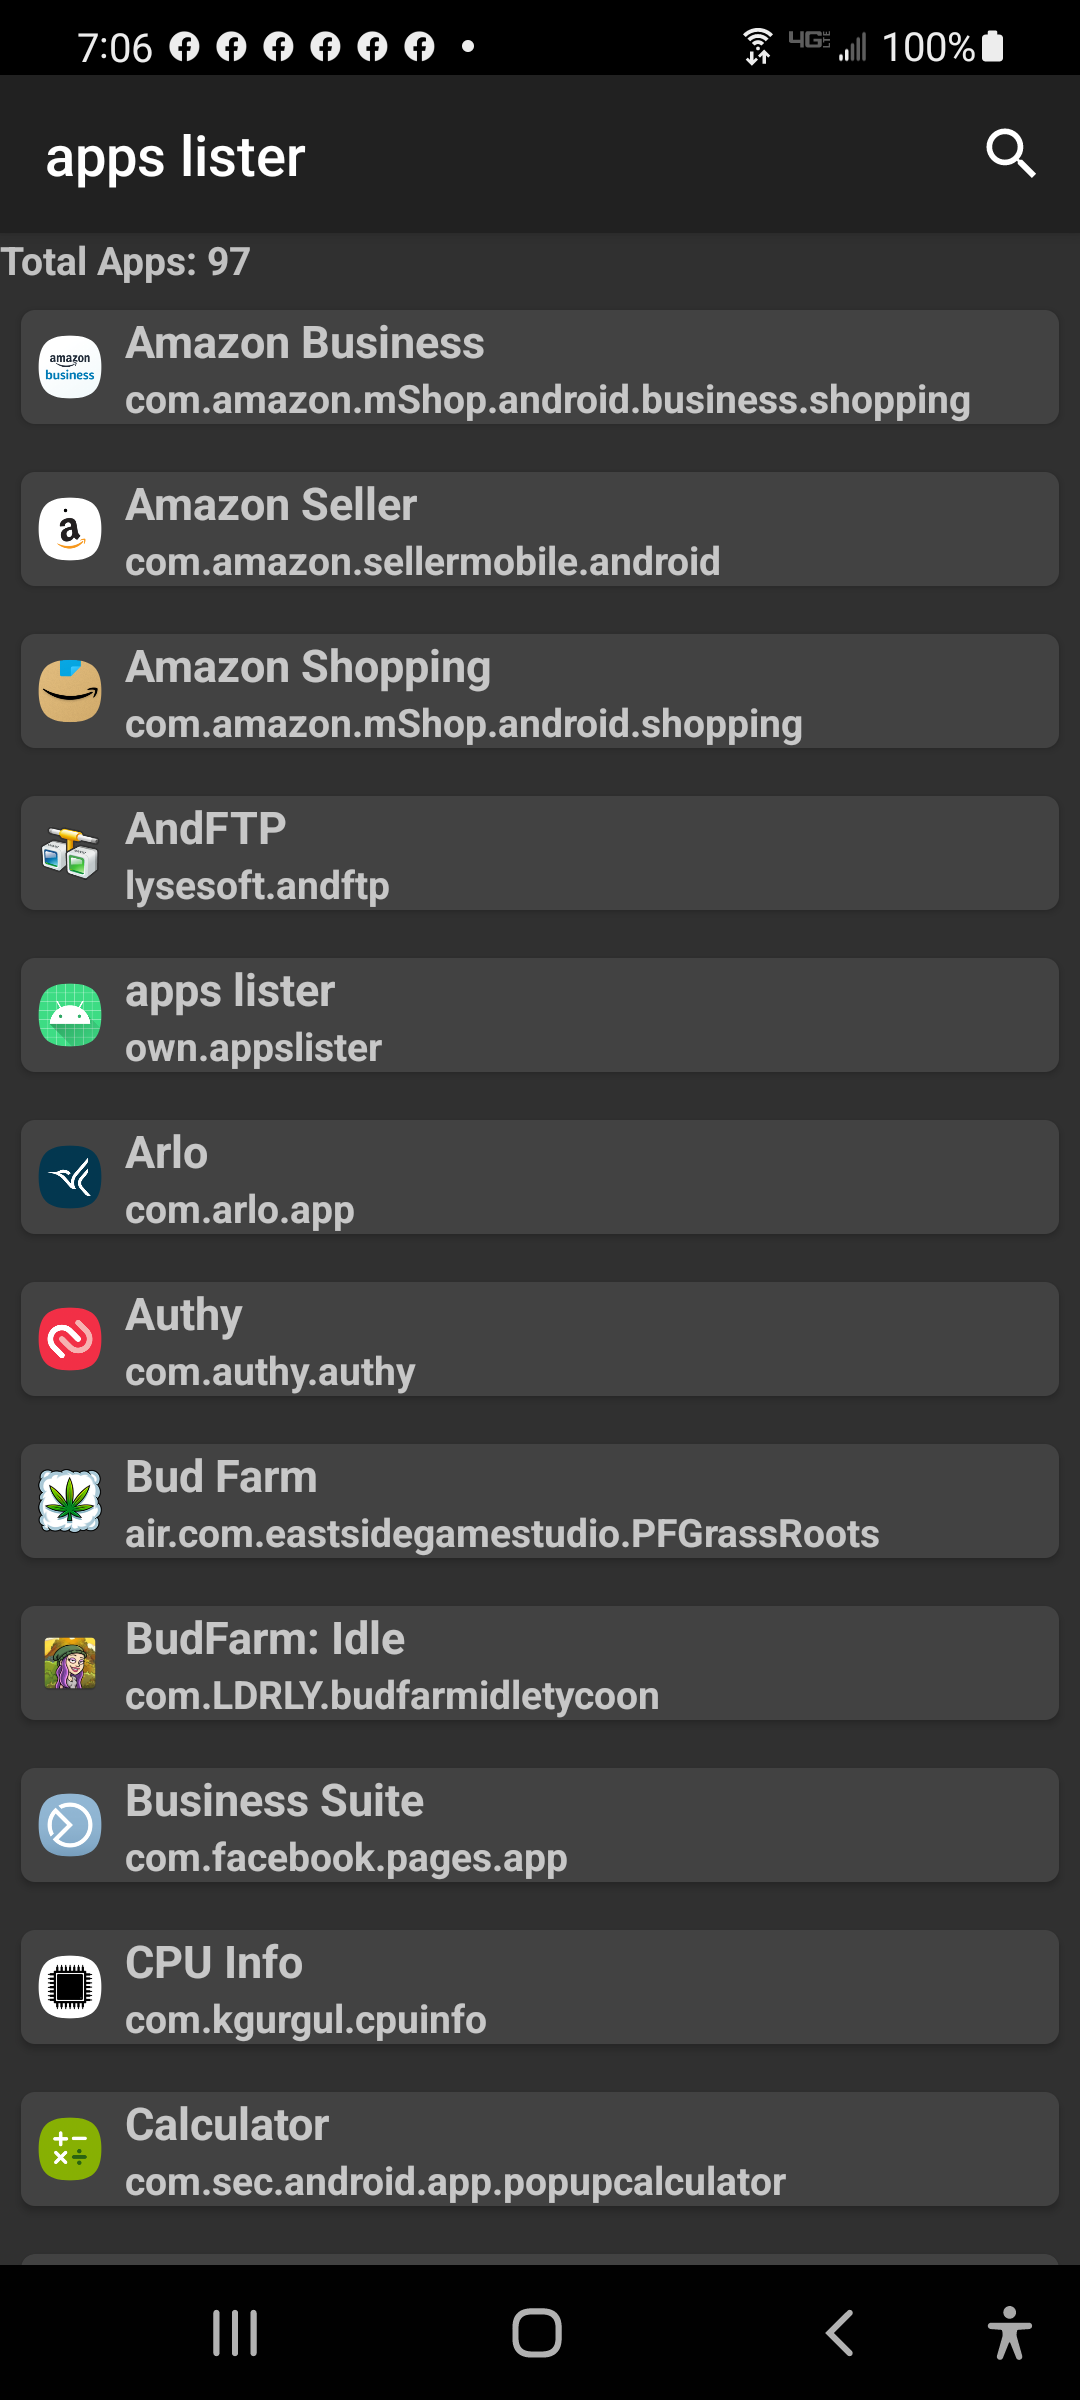 7:06 100%
4G LTE
apps lister
Total Apps: 97
amazon
business
Amazon Business
com.amazon.mShop.android.business.shopping
a
Amazon Seller
com.amazon.sellermobile.android
Amazon Shopping
com.amazon.mShop.android.shopping
AndFTP
lysesoft.andftp
apps lister
own.appslister
Arlo
com.arlo.app
Authy
com.authy.authy
Bud Farm
air.com.eastsidegamestudio.PFGrassRoots
BudFarm: Idle
com.LDRLY.budfarmidletycoon
Business Suite
com.facebook.pages.app
CPU Info
com.kgurgul.cpuinfo
Calculator
com.sec.android.app.popupcalculator